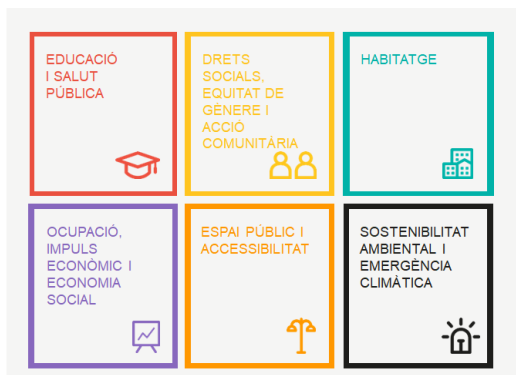 EDUCACIÓ
I SALUT
PÚBLICA
DRETS
SOCIALS,
EQUITAT DE
GÈNERE I
ACCIÓ
COMUNITÀRIA
HABITATGE
OCUPACIÓ,
IMPULS
ECONÒMIC I
ECONOMIA
SOCIAL
ESPAI PÚBLIC I
ACCESSIBILITAT
SOSTENIBILITAT
AMBIENTAL I
EMERGÈNCIA
CLIMÀTICA